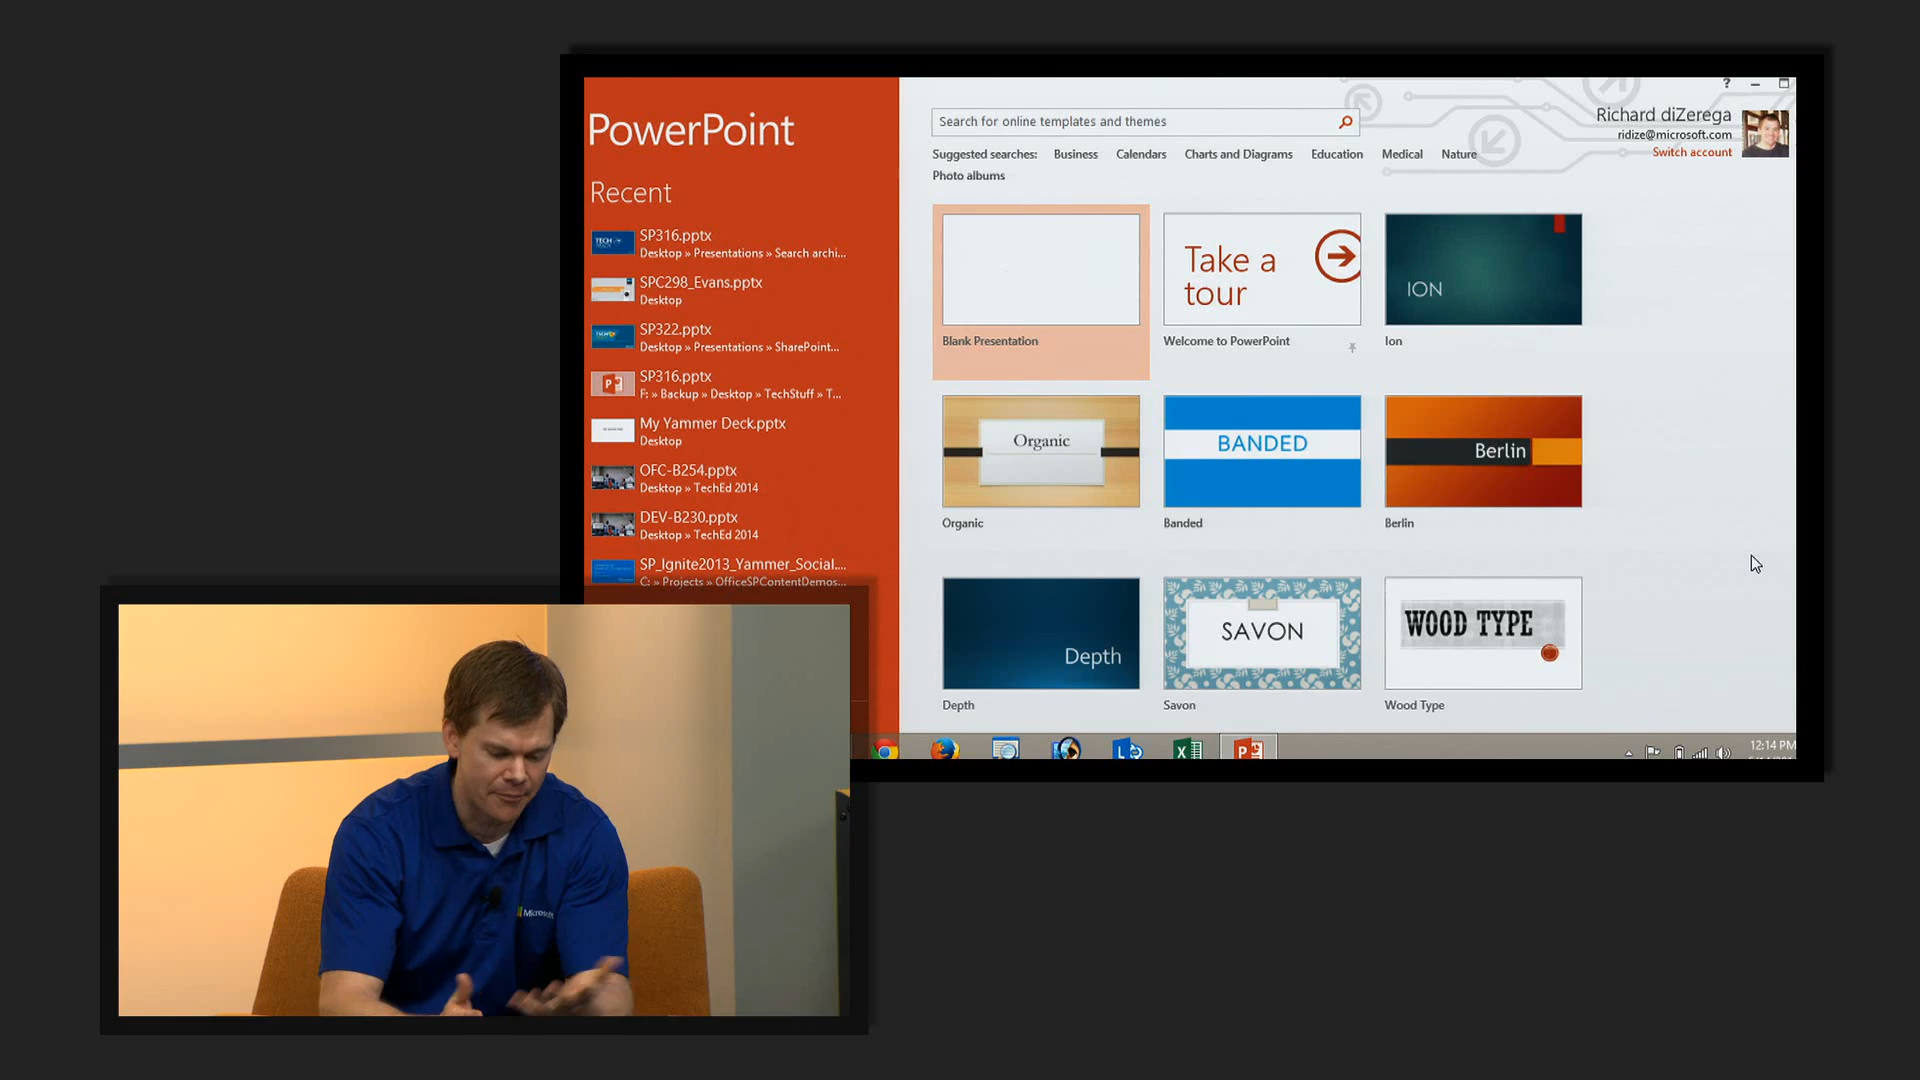 PowerPoint
Recent
SP316.pptx
Desktop » Presentations » Search archi...
SPC298_Evans.pptx
Desktop
SP322.pptx
Desktop » Presentations » SharePoint...
SP316.pptx
F: » Backup » Desktop » TechStuff » T...
My Yammer Deck.pptx
Desktop
OFC-B254.pptx
Desktop » TechEd 2014
DEV-B230.pptx
Desktop » TechEd 2014
SP_Ignite2013_Yammer_Social....
C: » Projects » OfficeSPContentDemos...
Search for online templates and themes
Suggested searches: Business Calendars Charts and Diagrams Education Medical Nature
Photo albums
?
Richard diZerega
ridize@microsoft.com
Switch account
Take a
tour
ION
Blank Presentation
Welcome to PowerPoint
Ion
Organic
BANDED
Berlin
Organic
Banded
Berlin
Depth
SAVON
WOOD TYPE
Depth
Savon
Wood Type
12:14 PM
Microsoft